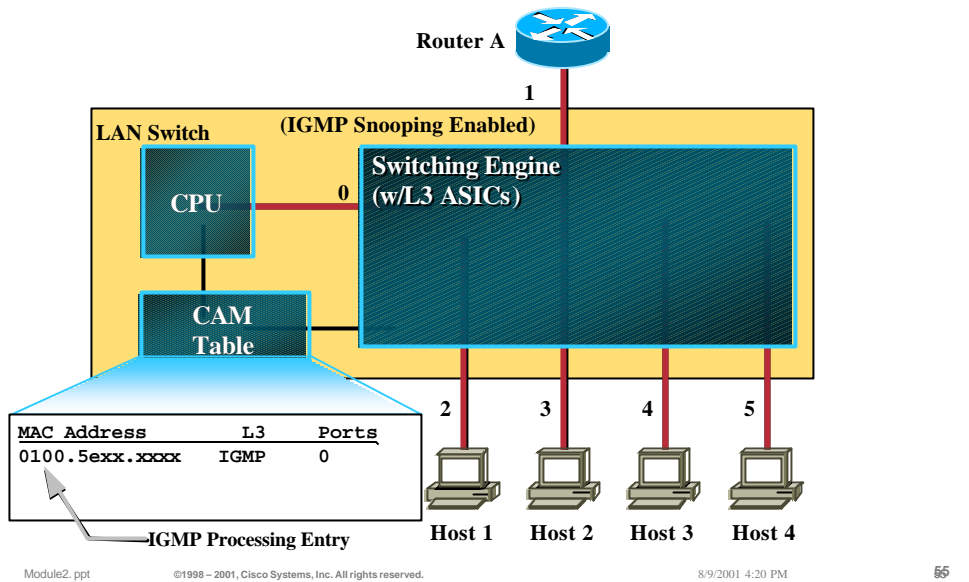 Router A
1
(IGMP Snooping Enabled)
LAN Switch
Switching Engine
(w/L3 ASICs)
CPU
0
CAM
Table
2
3
4
5
MAC Address L3 Ports
0100.5exx.xxxx IGMP 0
IGMP Processing Entry
Host 1
Host 2
Host 3
Host 4
Module2. ppt
©1998 – 2001, Cisco Systems, Inc. All rights reserved.
8/9/2001 4:20 PM